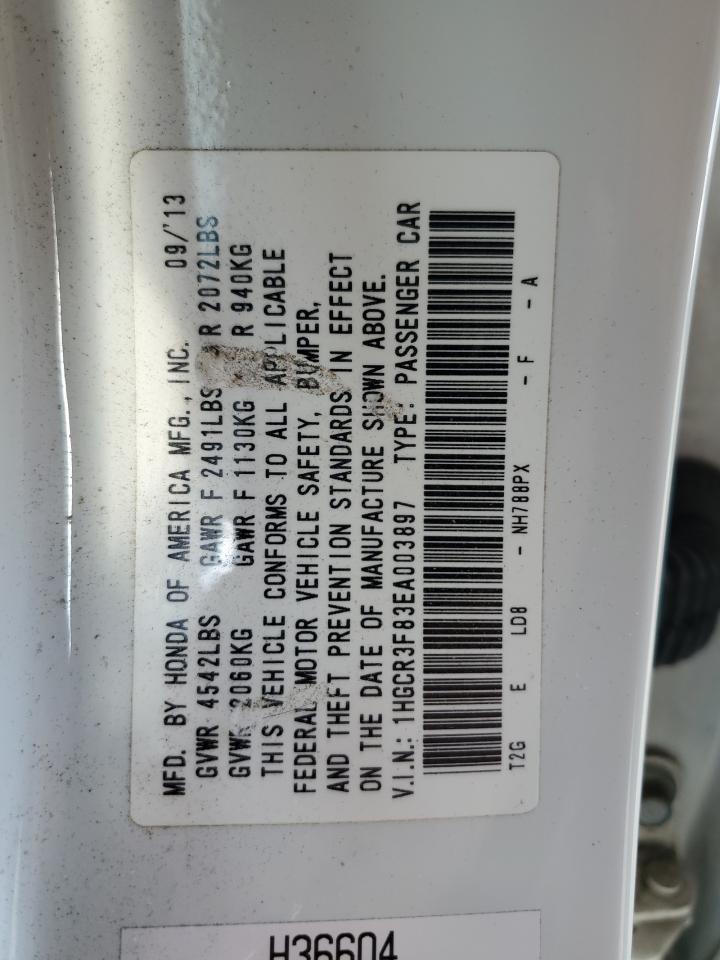 MFD. BY HONDA OF AMERICA MFG., INC. 09/'13
GVWR 4542LBS GAWR F 2491LBS R 2072LBS
GVWR 2060KG GAWR F 1130KG R 940KG
THIS VEHICLE CONFORMS TO ALL APPLICABLE
FEDERAL MOTOR VEHICLE SAFETY, BUMPER,
AND THEFT PREVENTION STANDARDS IN EFFECT
ON THE DATE OF MANUFACTURE SHOWN ABOVE.
V.I.N.: 1HGCR3F83EA003897 TYPE: PASSENGER CAR
T2G E LD8 - NH788PX - F - A
H36604